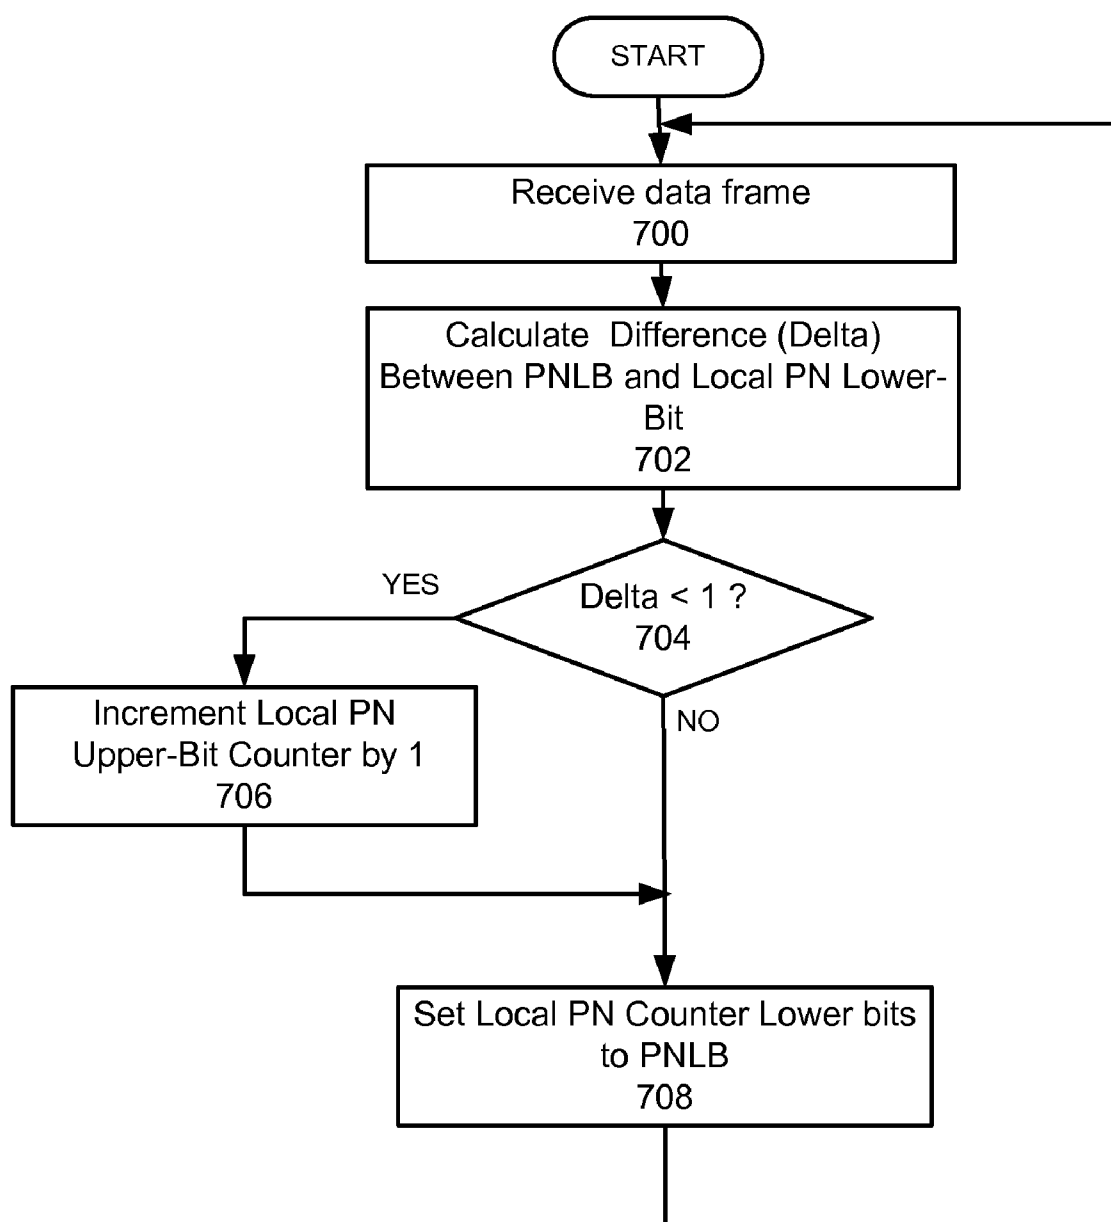 START
Receive data frame
700
Calculate Difference (Delta)
Between PNLB and Local PN Lower-
Bit
702
YES
Delta < 1 ?
704
Increment Local PN
Upper-Bit Counter by 1
706
NO
Set Local PN Counter Lower bits
to PNLB
708